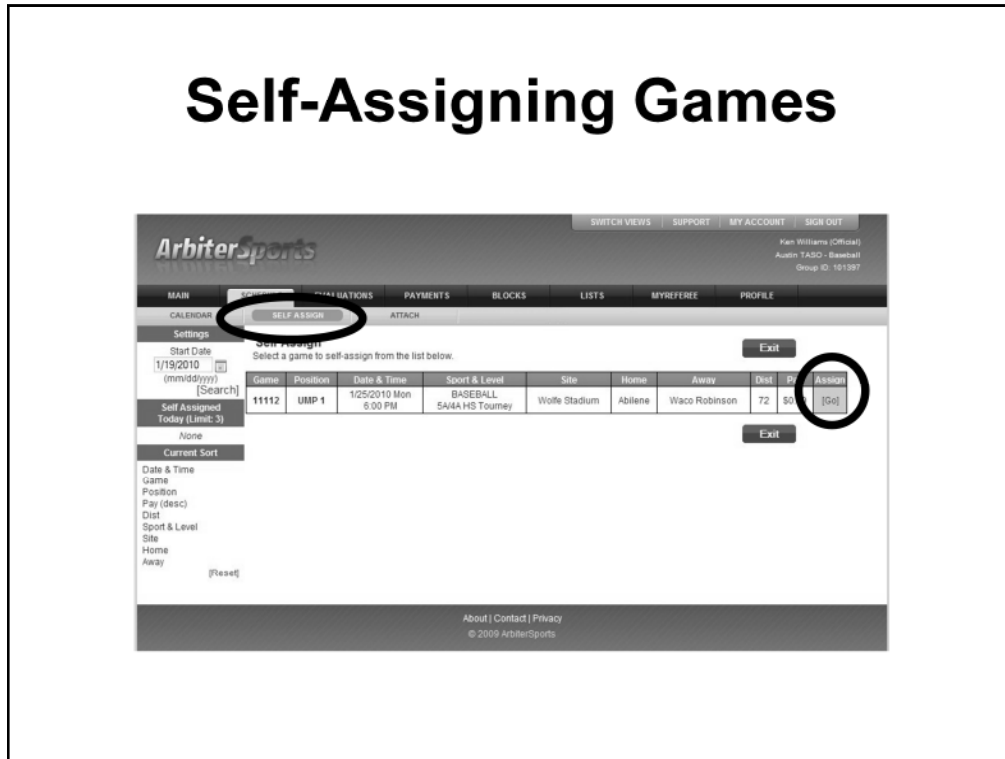 Self-Assigning Games
SWITCH VIEWS SUPPORT MY ACCOUNT SIGN OUT
ArbiterSports
Ken Williams (Official)
Austin TASO - Baseball
Group ID: 101397
MAIN SCHEDULE EVALUATIONS PAYMENTS BLOCKS LISTS MYREFEREE PROFILE
CALENDAR SELF ASSIGN ATTACH
Settings
Start Date
1/19/2010
(mm/dd/yyyy)
[Search]
Self Assigned
Today (Limit: 3)
None
Current Sort
Date & Time
Game
Position
Pay (desc)
Dist
Sport & Level
Site
Home
Away
[Reset]
Self-Assign
Select a game to self-assign from the list below.
Exit
Game Position Date & Time Sport & Level Site Home Away Dist Assign
11112 UMP 1 1/25/2010 Mon 6:00 PM BASEBALL 5A/4A HS Tourney Wolfe Stadium Abilene Waco Robinson 72 [Go]
Exit
About | Contact | Privacy
© 2009 ArbiterSports